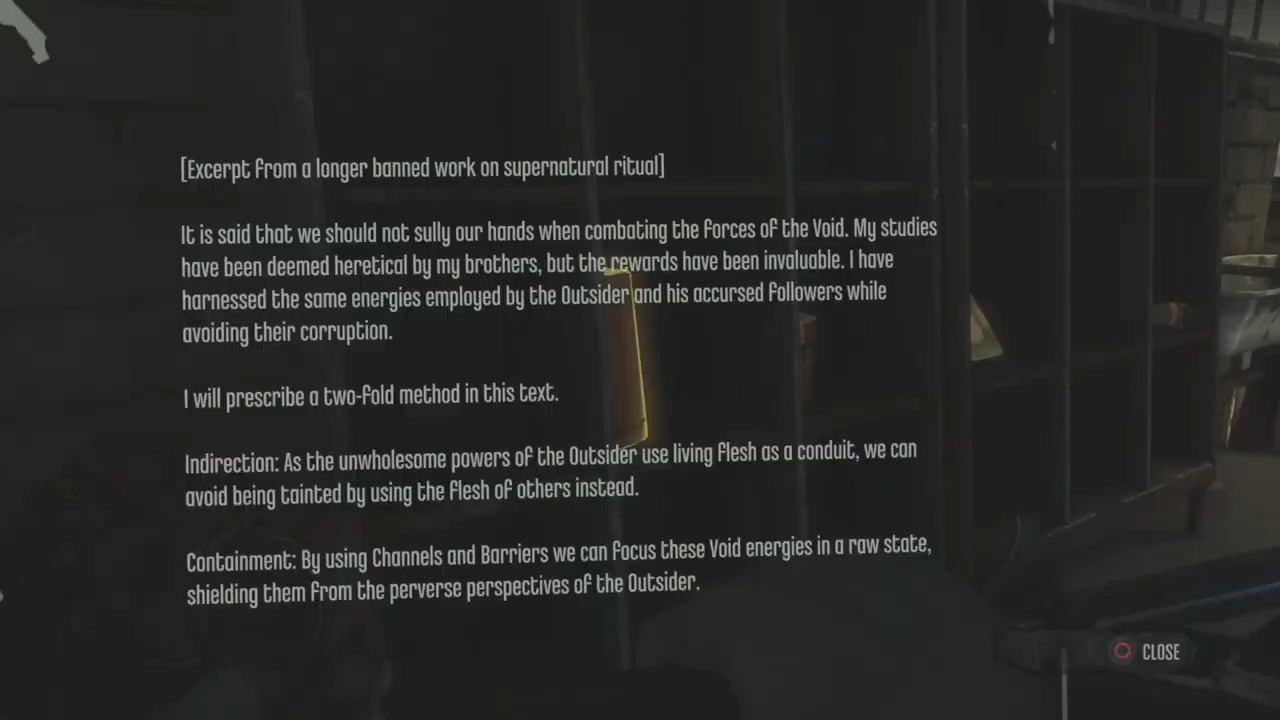 [Excerpt from a longer banned work on supernatural ritual]
It is said that we should not sully our hands when combating the forces of the Void. My studies
have been deemed heretical by my brothers, but the rewards have been invaluable. I have
harnessed the same energies employed by the Outsider and his accursed followers while
avoiding their corruption.
I will prescribe a two-fold method in this text.
Indirection: As the unwholesome powers of the Outsider use living flesh as a conduit, we can
avoid being tainted by using the flesh of others instead.
Containment: By using Channels and Barriers we can focus these Void energies in a raw state,
shielding them from the perverse perspectives of the Outsider.
CLOSE